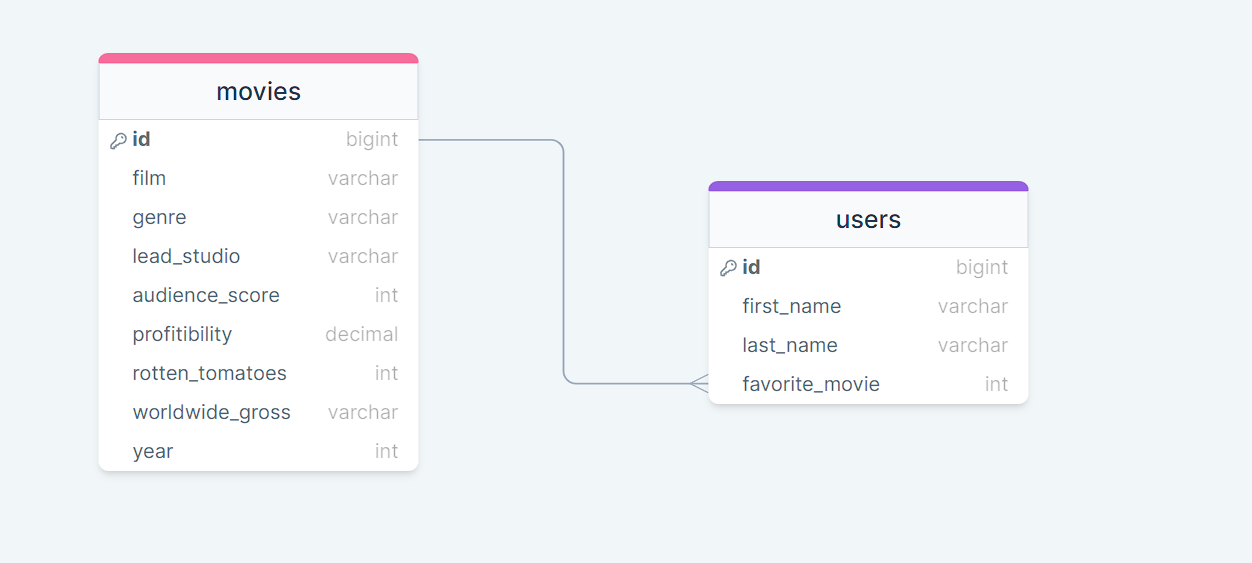 movies
id bigint
film varchar
genre varchar
lead_studio varchar
audience_score int
profitibility decimal
rotten_tomatoes int
worldwide_gross varchar
year int
users
id bigint
first_name varchar
last_name varchar
favorite_movie int